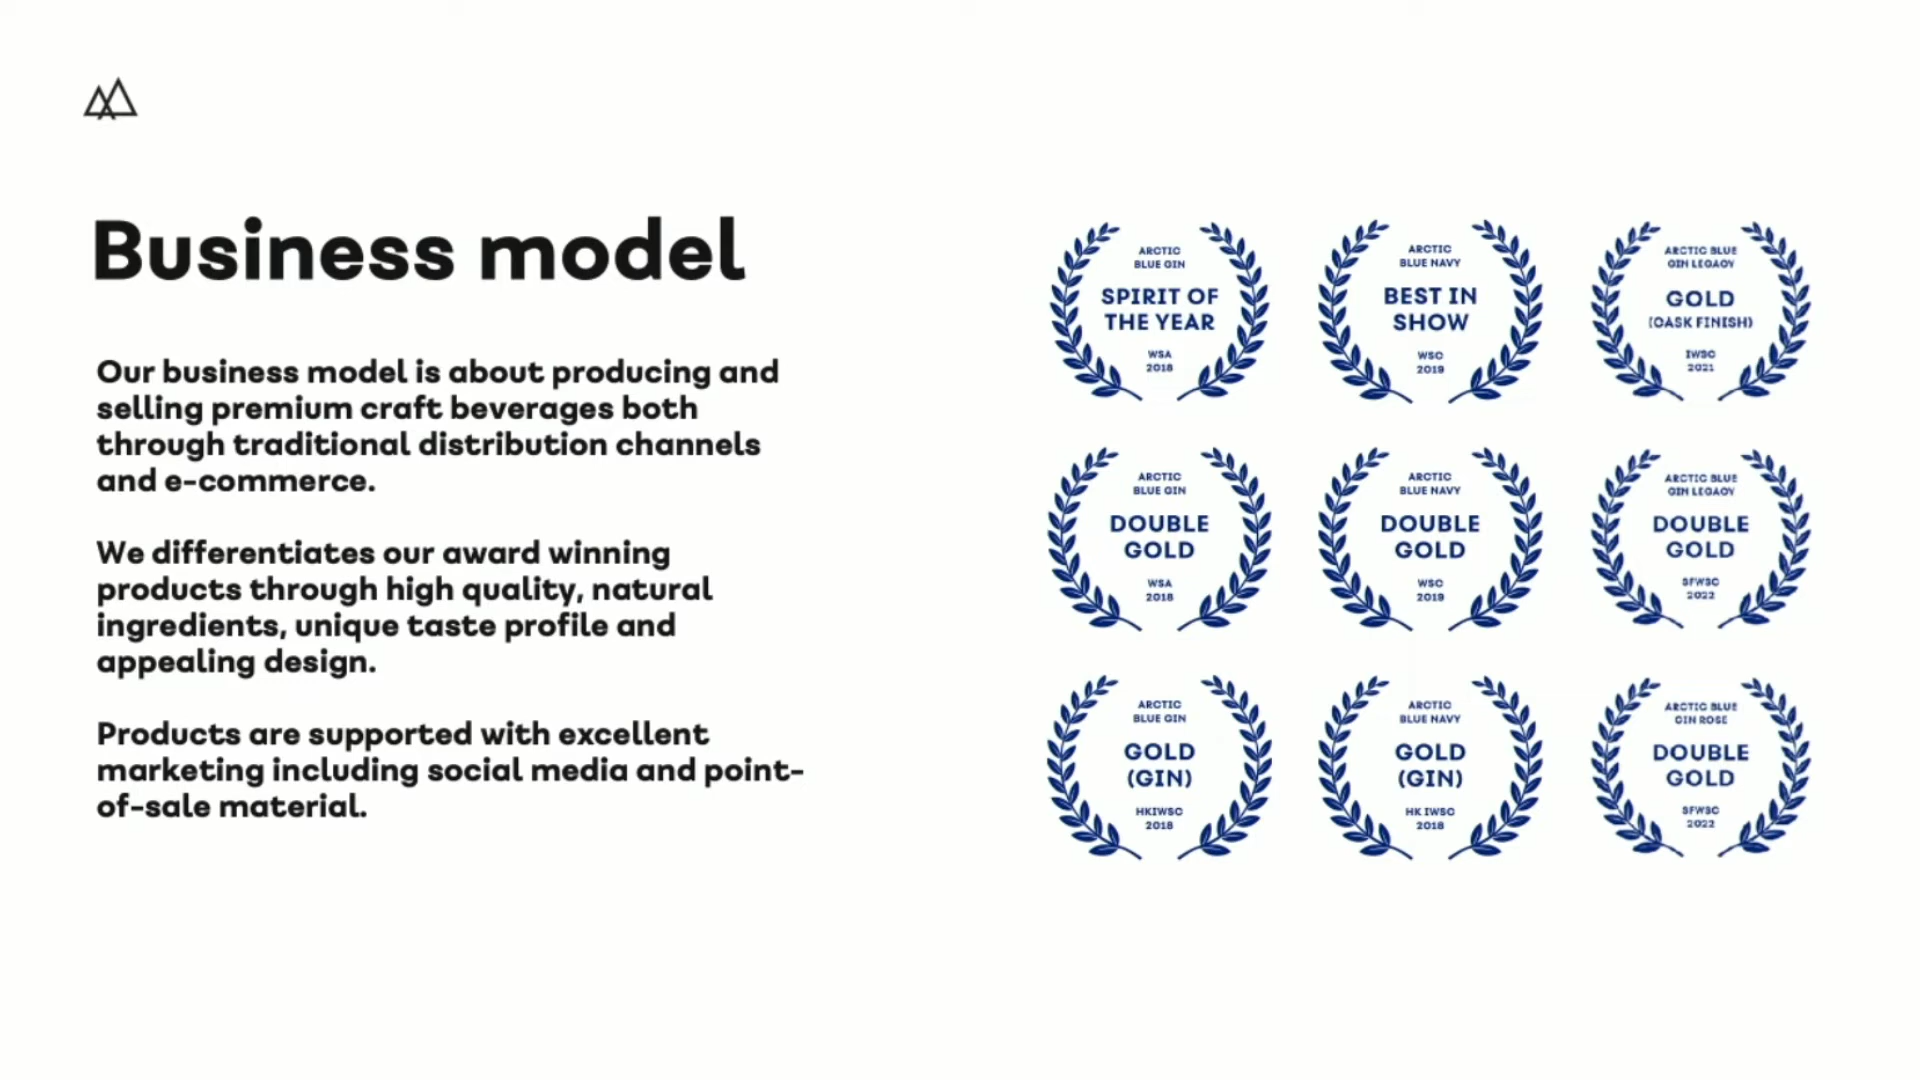 Business model
Our business model is about producing and
selling premium craft beverages both
through traditional distribution channels
and e-commerce.
We differentiates our award winning
products through high quality, natural
ingredients, unique taste profile and
appealing design.
Products are supported with excellent
marketing including social media and point-
of-sale material.
ARCTIC
BLUE GIN
SPIRIT OF
THE YEAR
WSA
2018
ARCTIC
BLUE NAVY
BEST IN
SHOW
WSC
2019
ARCTIC BLUE
GIN LEGACY
GOLD
(CASK FINISH)
IWSC
2021
ARCTIC
BLUE GIN
DOUBLE
GOLD
WSA
2018
ARCTIC
BLUE NAVY
DOUBLE
GOLD
WSC
2019
ARCTIC BLUE
GIN LEGACY
DOUBLE
GOLD
SFWSC
2022
ARCTIC
BLUE GIN
GOLD
(GIN)
HKIWSC
2018
ARCTIC
BLUE NAVY
GOLD
(GIN)
HK IWSC
2018
ARCTIC BLUE
GIN ROSE
DOUBLE
GOLD
SFWSC
2022